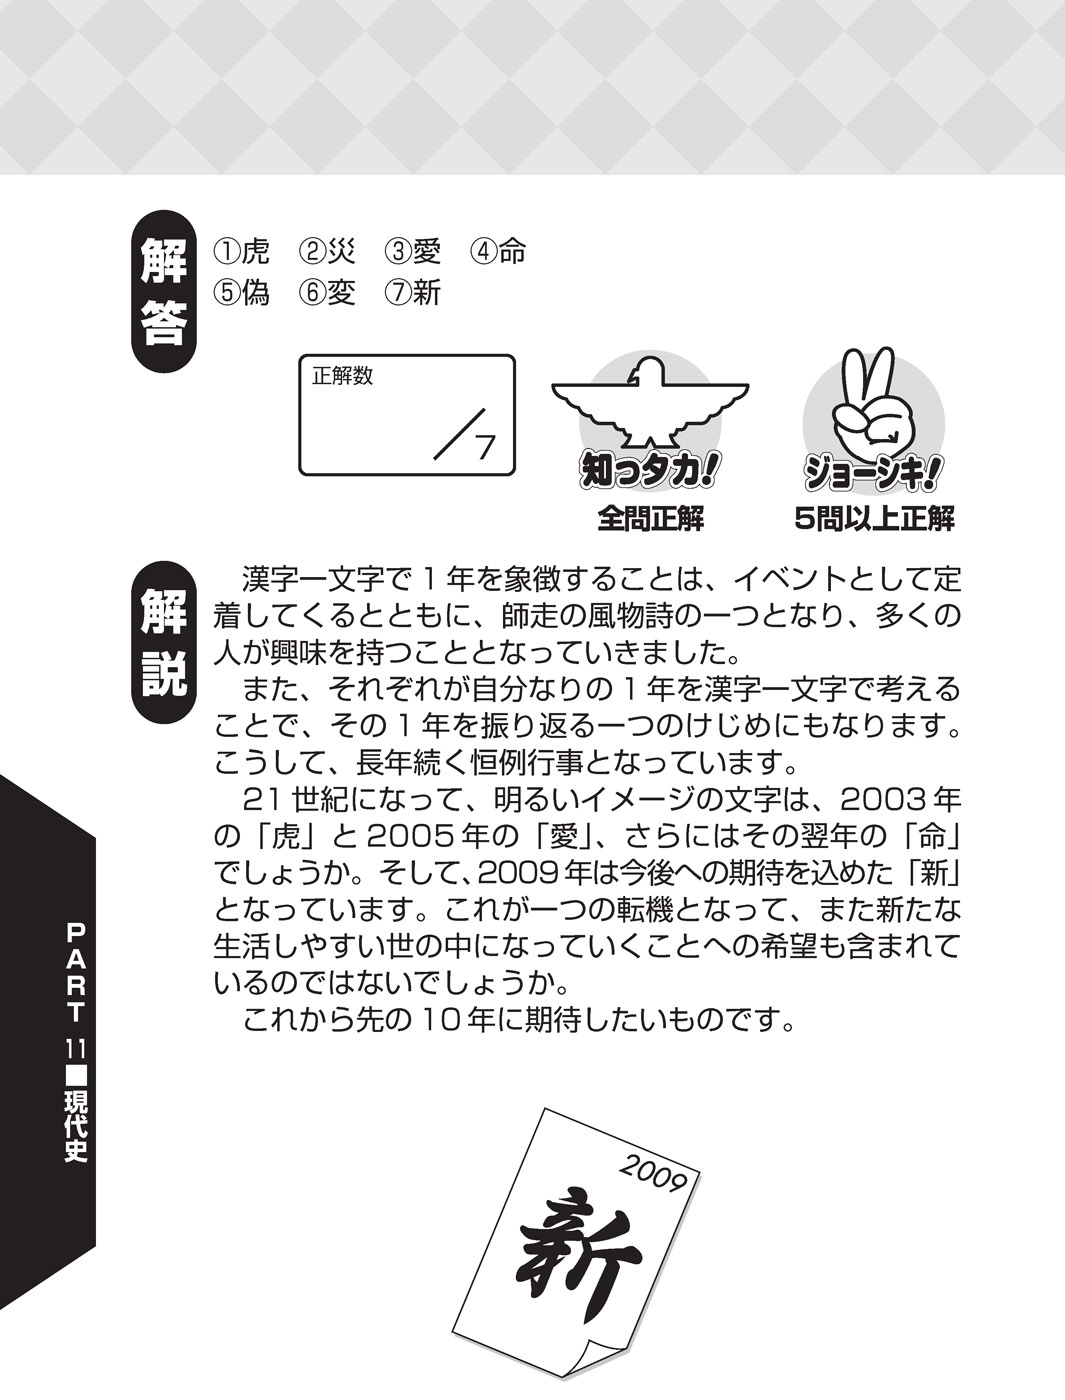 解答
①虎　②災　③愛　④命
⑤偽　⑥変　⑦新
正解数
／7
知っタカ！
全問正解
ジョーシキ！
5問以上正解
解説
　漢字一文字で1年を象徴することは、イベントとして定
着してくるとともに、師走の風物詩の一つとなり、多くの
人が興味を持つこととなっていきました。
　また、それぞれが自分なりの1年を漢字一文字で考える
ことで、その1年を振り返る一つのけじめにもなります。
こうして、長年続く恒例行事となっています。
　21世紀になって、明るいイメージの文字は、2003年
の「虎」と2005年の「愛」、さらにはその翌年の「命」
でしょうか。そして、2009年は今後への期待を込めた「新」
となっています。これが一つの転機となって、また新たな
生活しやすい世の中になっていくことへの希望も含まれて
いるのではないでしょうか。
　これから先の10年に期待したいものです。
PART 11■現代史
2009
新